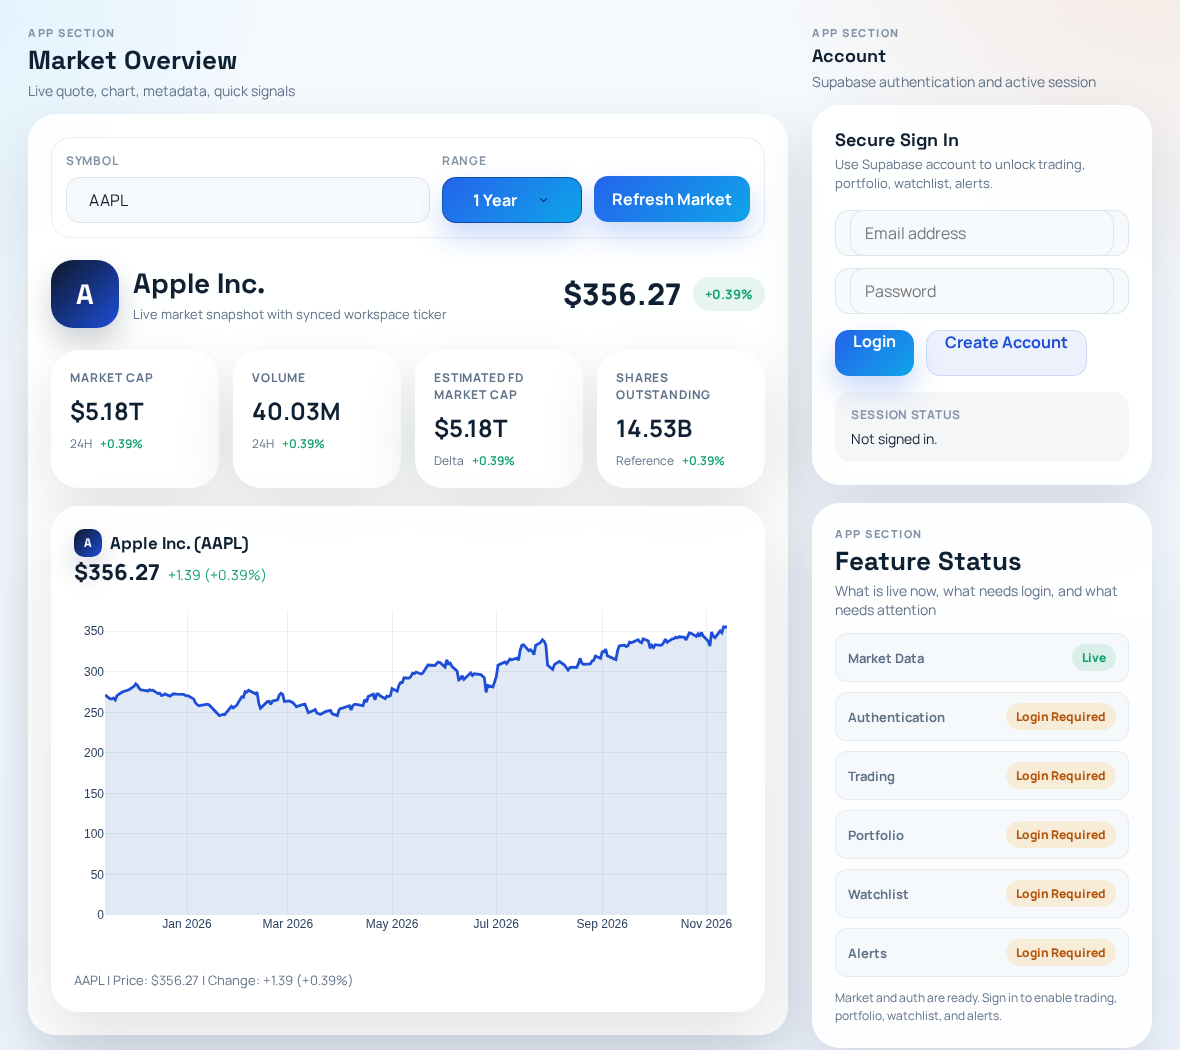 APP SECTION
Market Overview
Live quote, chart, metadata, quick signals
SYMBOL
AAPL
RANGE
1 Year
Refresh Market
A
Apple Inc.
Live market snapshot with synced workspace ticker
$356.27
+0.39%
MARKET CAP
$5.18T
24H +0.39%
VOLUME
40.03M
24H +0.39%
ESTIMATED FD
MARKET CAP
$5.18T
Delta +0.39%
SHARES
OUTSTANDING
14.53B
Reference +0.39%
A
Apple Inc. (AAPL)
$356.27 +1.39 (+0.39%)
350
300
250
200
150
100
50
0
Jan 2026
Mar 2026
May 2026
Jul 2026
Sep 2026
Nov 2026
AAPL | Price: $356.27 | Change: +1.39 (+0.39%)
APP SECTION
Account
Supabase authentication and active session
Secure Sign In
Use Supabase account to unlock trading,
portfolio, watchlist, alerts.
Email address
Password
Login
Create Account
SESSION STATUS
Not signed in.
APP SECTION
Feature Status
What is live now, what needs login, and what
needs attention
Market Data
Live
Authentication
Login Required
Trading
Login Required
Portfolio
Login Required
Watchlist
Login Required
Alerts
Login Required
Market and auth are ready. Sign in to enable trading,
portfolio, watchlist, and alerts.